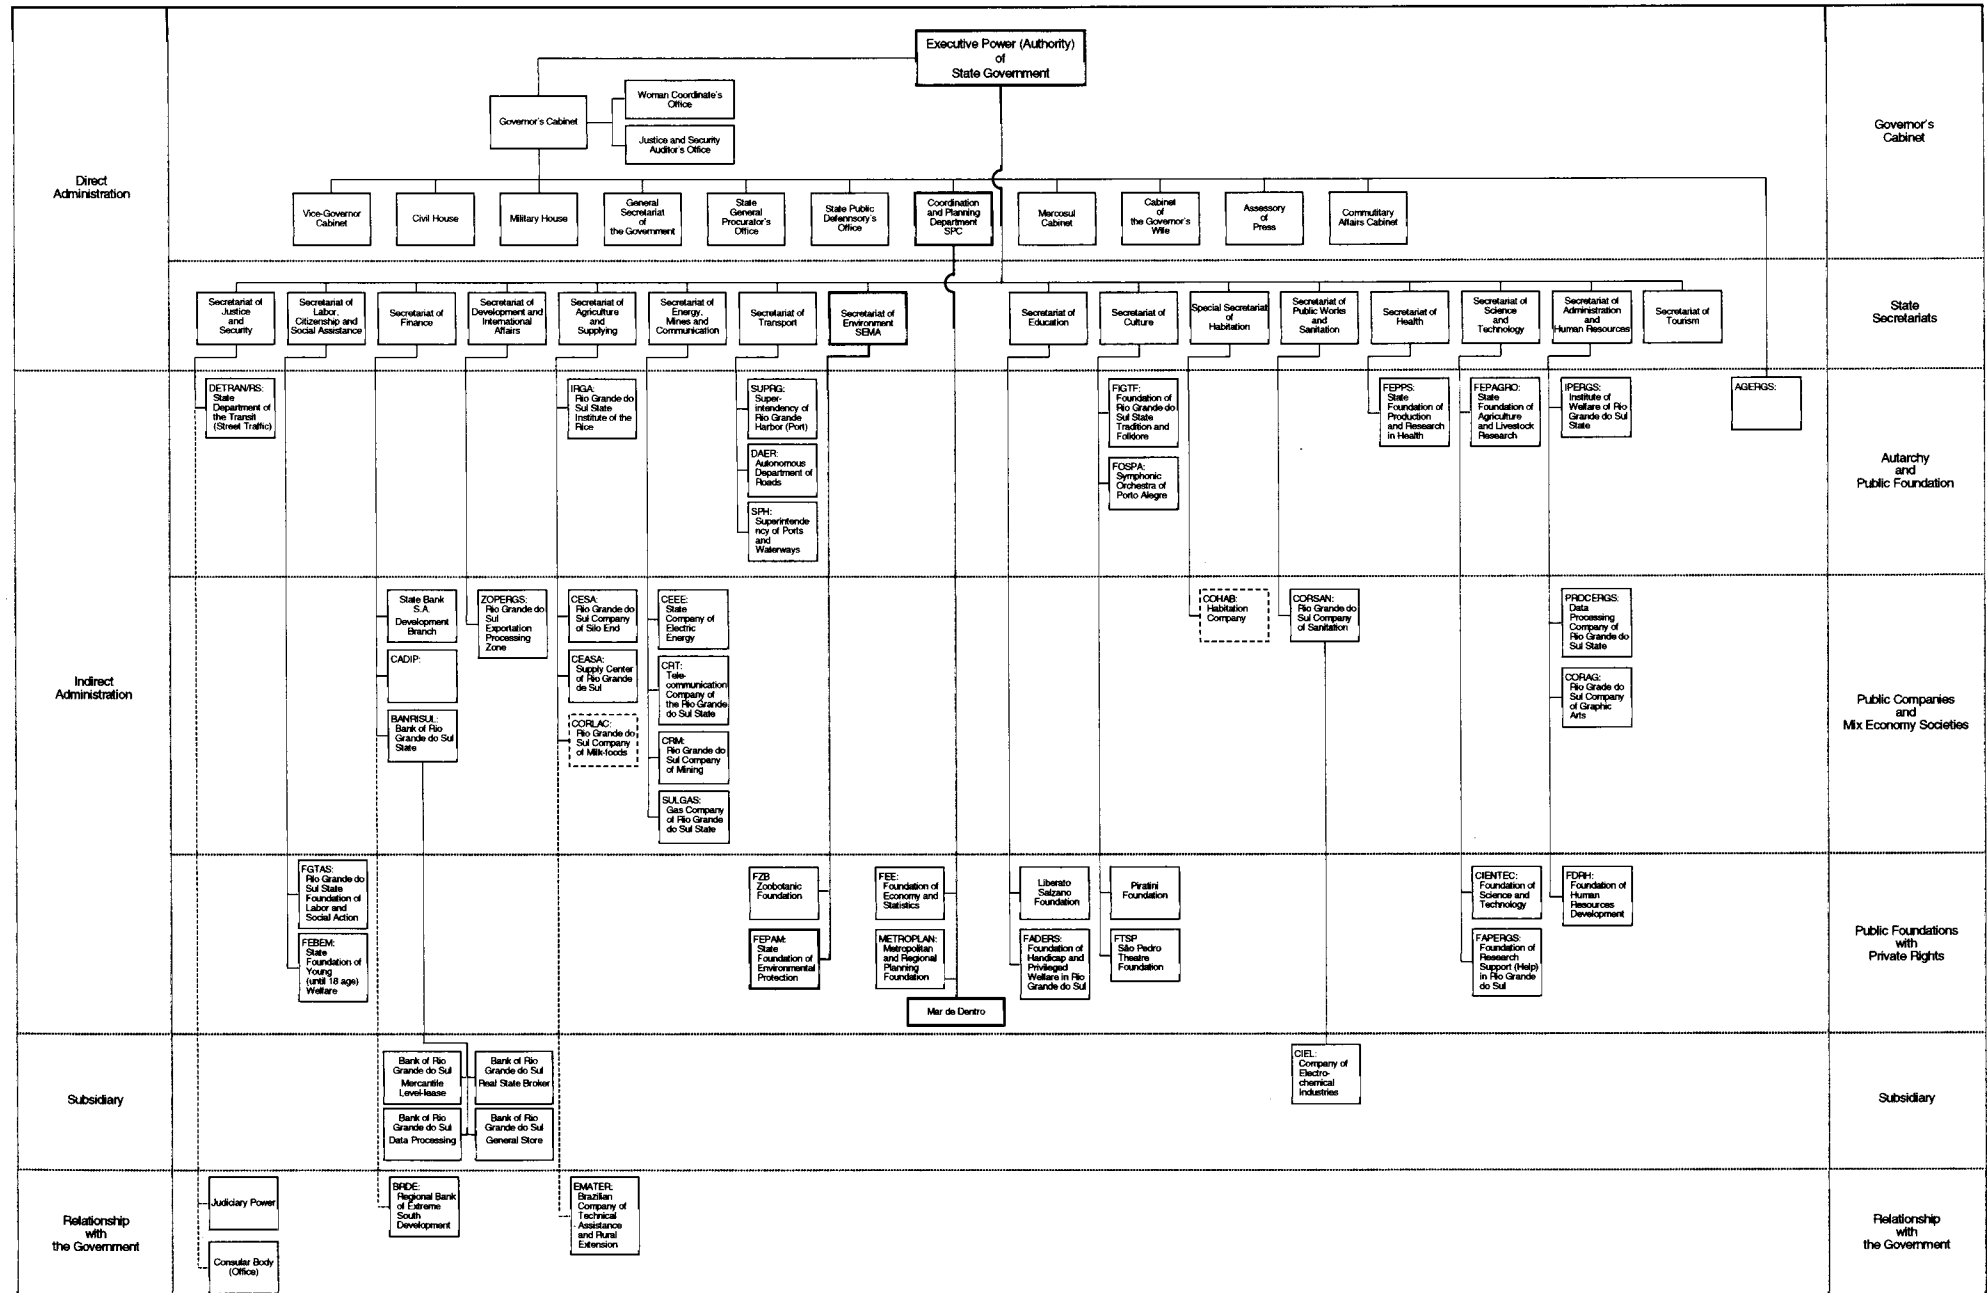 Executive Power (Authority)
of
State Government
Governor's Cabinet
Woman Coordinate's
Office
Justice and Security
Auditor's Office
Direct
Administration
Governor's
Cabinet
Vice-Governor
Cabinet
Civil House
Military House
General
Secretariat
of
the Government
State
General
Procurator's
Office
State Public
Defennsory's
Office
Coordination
and Planning
Department
SPC
Mercosul
Cabinet
Cabinet
of
the Governor's
Wife
Assessory
of
Press
Commutitary
Affairs Cabinet
Secretariat of
Justice
and
Security
Secretariat of
Labor,
Citizenship and
Social Assistance
Secretariat of
Finance
Secretariat of
Development and
International
Affairs
Secretariat of
Agriculture
and
Supplying
Secretariat of
Energy,
Mines and
Communication
Secretariat of
Transport
Secretariat of
Environment
SEMA
Secretariat of
Education
Secretariat of
Culture
Special Secretariat
of
Habitation
Secretariat of
Public Works
and
Sanitation
Secretariat of
Health
Secretariat of
Science
and
Technology
Secretariat of
Administration
and
Human Resources
Secretariat of
Tourism
State
Secretariats
DETRAN/RS:
State
Department of
the Transit
(Street Traffic)
IRGA:
Rio Grande do
Sul State
Institute of the
Rice
SUPRG:
Super-
intendency of
Rio Grande
Harbor (Port)
DAER:
Autonomous
Department of
Roads
SPH:
Superintende
ncy of Ports
and
Waterways
FIGTF:
Foundation of
Rio Grande do
Sul State
Tradition and
Folklore
FOSPA:
Symphonic
Orchestra of
Porto Alegre
FEPPS:
State
Foundation of
Production
and Research
in Health
FEPAGRO:
State
Foundation of
Agriculture
and Livestock
Research
IPERGS:
Institute of
Welfare of Rio
Grande do Sul
State
AGERGS:
Autarchy
and
Public Foundation
Indirect
Administration
State Bank
S.A.
Development
Branch
CADIP:
BANRISUL:
Bank of Rio
Grande do Sul
State
ZOPERGS:
Rio Grande do
Sul
Exportation
Processing
Zone
CESA:
Rio Grande do
Sul Company
of Silo End
CEASA:
Supply Center
of Rio Grande
de Sul
CORLAC:
Rio Grande do
Sul Company
of Milk-foods
CEEE:
State
Company of
Electric
Energy
CRT:
Tele-
communication
Company of
the Rio Grande
do Sul State
CRM:
Rio Grande do
Sul Company
of Mining
SULGAS:
Gas Company
of Rio Grande
do Sul State
COHAB:
Habitation
Company
CORSAN:
Rio Grande do
Sul Company
of Sanitation
PROCERGS:
Data
Processing
Company of
Rio Grande do
Sul State
CORAG:
Rio Grade do
Sul Company
of Graphic
Arts
Public Companies
and
Mix Economy Societies
FGTAS:
Rio Grande do
Sul State
Foundation of
Labor and
Social Action
FEBEM:
State
Foundation of
Young
(until 18 age)
Welfare
FZB
Zoobotanic
Foundation
FEPAM:
State
Foundation of
Environmental
Protection
FEE:
Foundation of
Economy and
Statistics
METROPLAN:
Metropolitan
and Regional
Planning
Foundation
Mar de Dentro
Liberato
Salzano
Foundation
FADERS:
Foundation of
Handicap and
Privileged
Welfare in Rio
Grande do Sul
Piratini
Foundation
FTSP
São Pedro
Theatre
Foundation
CIENTEC:
Foundation of
Science and
Technology
FAPERGS:
Foundation of
Research
Support (Help)
in Rio Grande
do Sul
FDRH:
Foundation of
Human
Resources
Development
Public Foundations
with
Private Rights
Subsidiary
Bank of Rio
Grande do Sul
Mercantile
Level-lease
Bank of Rio
Grande do Sul
Real State Broker
Bank of Rio
Grande do Sul
Data Processing
Bank of Rio
Grande do Sul
General Store
CIEL:
Company of
Electro-
chemical
Industries
Subsidiary
Relationship
with
the Government
Judiciary Power
Consular Body
(Office)
BRDE:
Regional Bank
of Extreme
South
Development
EMATER:
Brazilian
Company of
Technical
Assistance
and Rural
Extension
Relationship
with
the Government